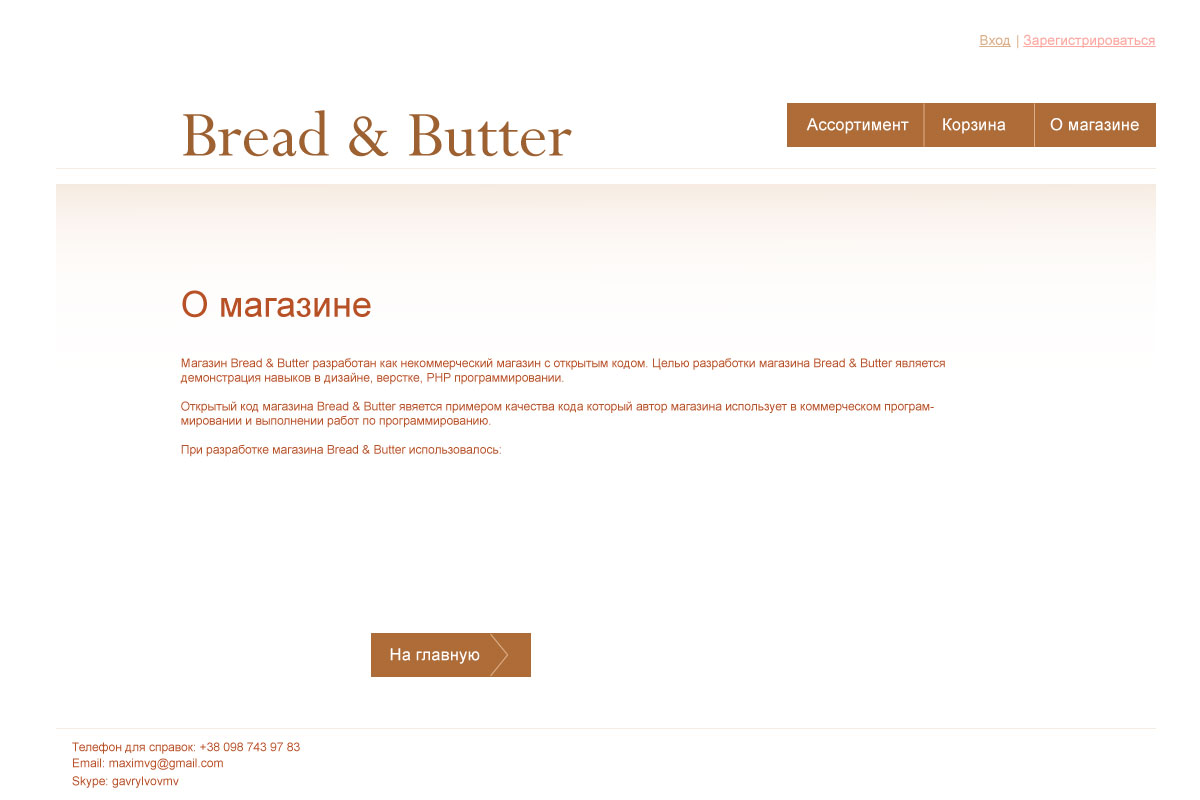 Вход | Зарегистрироваться
Bread & Butter
Ассортимент Корзина О магазине
О магазине
Магазин Bread & Butter разработан как некоммерческий магазин с открытым кодом. Целью разработки магазина Bread & Butter является
демонстрация навыков в дизайне, верстке, PHP программировании.
Открытый код магазина Bread & Butter явется примером качества кода который автор магазина использует в коммерческом програм-
мировании и выполнении работ по программированию.
При разработке магазина Bread & Butter использовалось:
На главную
Телефон для справок: +38 098 743 97 83
Email: maximvg@gmail.com
Skype: gavrylvovmv